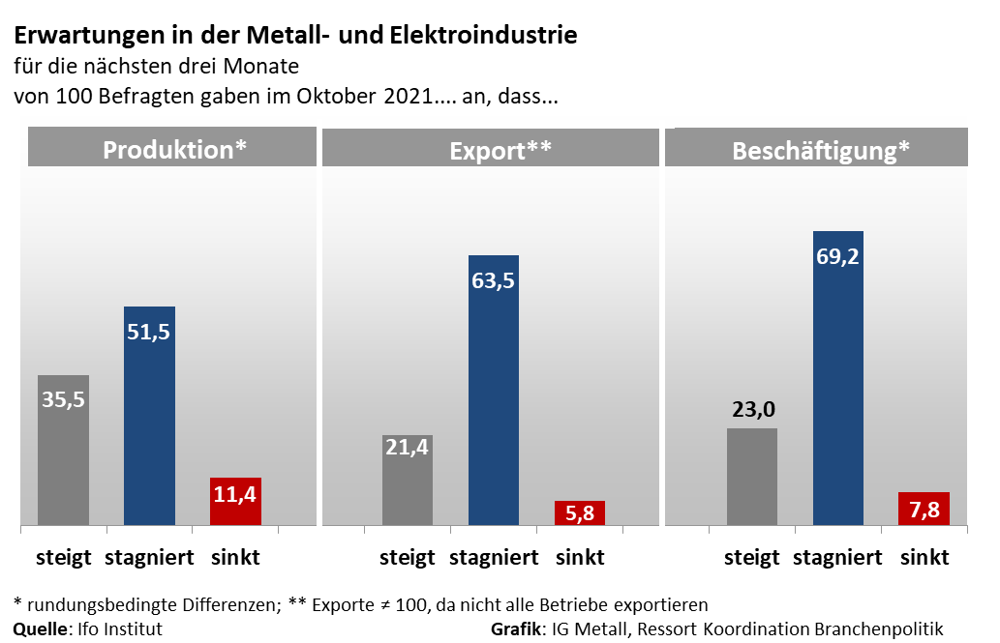 Erwartungen in der Metall- und Elektroindustrie
für die nächsten drei Monate
von 100 Befragten gaben im Oktober 2021.... an, dass...
Produktion* Export** Beschäftigung*
35,5 51,5 11,4 21,4 63,5 5,8 23,0 69,2 7,8
steigt stagniert sinkt steigt stagniert sinkt steigt stagniert sinkt
* rundungsbedingte Differenzen; ** Exporte ≠ 100, da nicht alle Betriebe exportieren
Quelle: Ifo Institut Grafik: IG Metall, Ressort Koordination Branchenpolitik